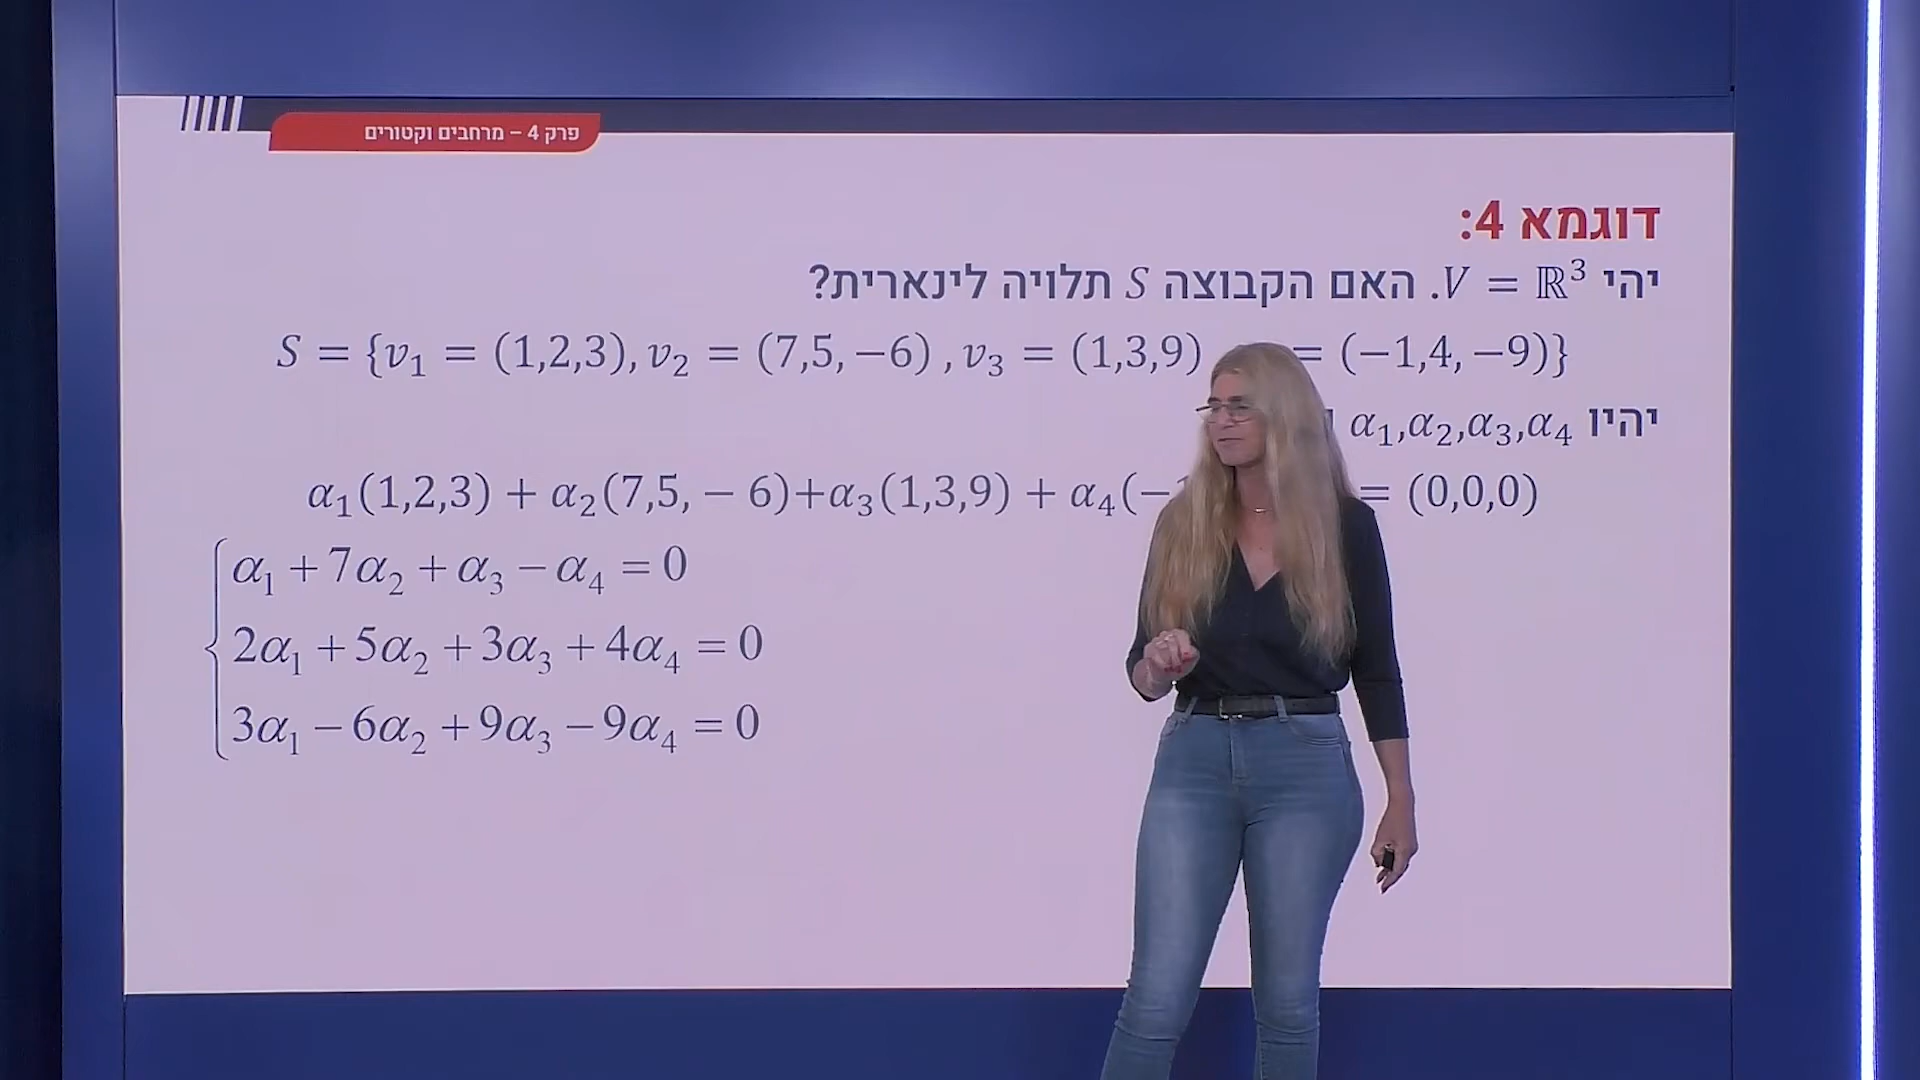 פרק 4 – מרחבים וקטורים
דוגמא 4:
יהי V = ℝ³. האם הקבוצה S תלויה לינארית?
S = {v₁ = (1,2,3), v₂ = (7,5,−6) , v₃ = (1,3,9) = (−1,4,−9)}
יהיו α₁,α₂,α₃,α₄
α₁(1,2,3) + α₂(7,5, − 6)+α₃(1,3,9) + α₄(−1 = (0,0,0)
α₁ + 7α₂ + α₃ − α₄ = 0
2α₁ + 5α₂ + 3α₃ + 4α₄ = 0
3α₁ − 6α₂ + 9α₃ − 9α₄ = 0